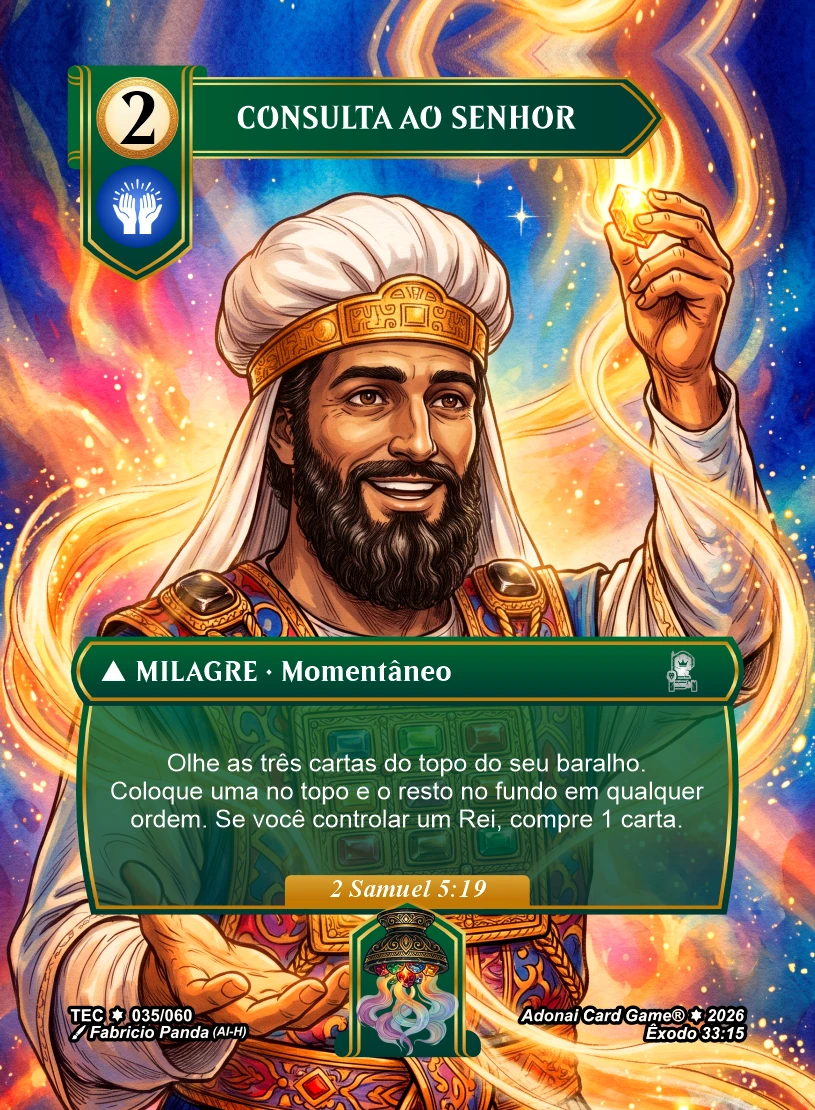 2
CONSULTA AO SENHOR
▲ MILAGRE · Momentâneo
Olhe as três cartas do topo do seu baralho.
Coloque uma no topo e o resto no fundo em qualquer
ordem. Se você controlar um Rei, compre 1 carta.
2 Samuel 5:19
TEC ✶ 035/060
Fabricio Panda (AI-H)
Adonai Card Game® ✶ 2026
Êxodo 33:15